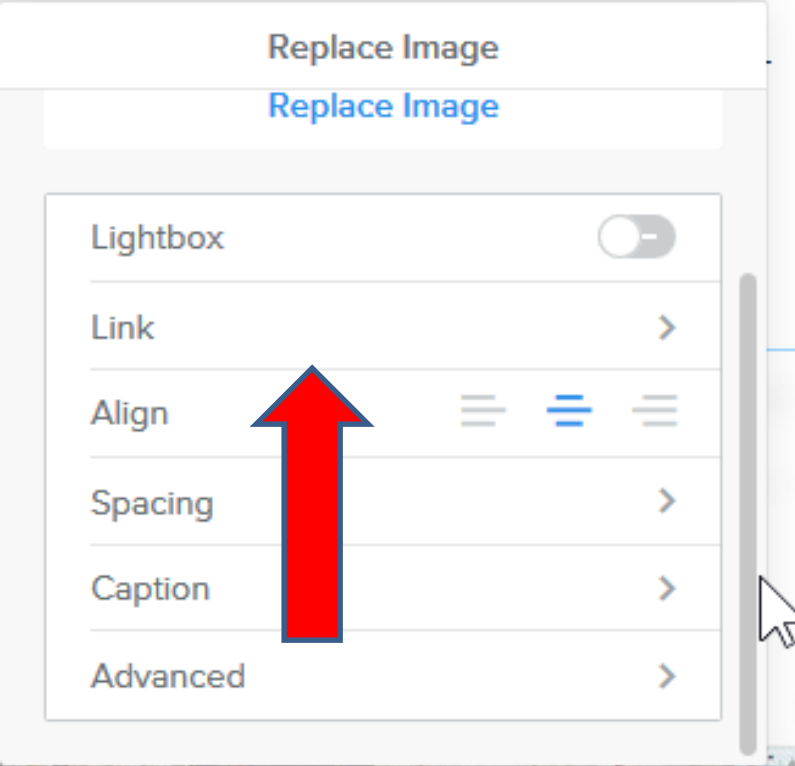 Replace Image
Replace Image
Lightbox
Link
Align
Spacing
Caption
Advanced